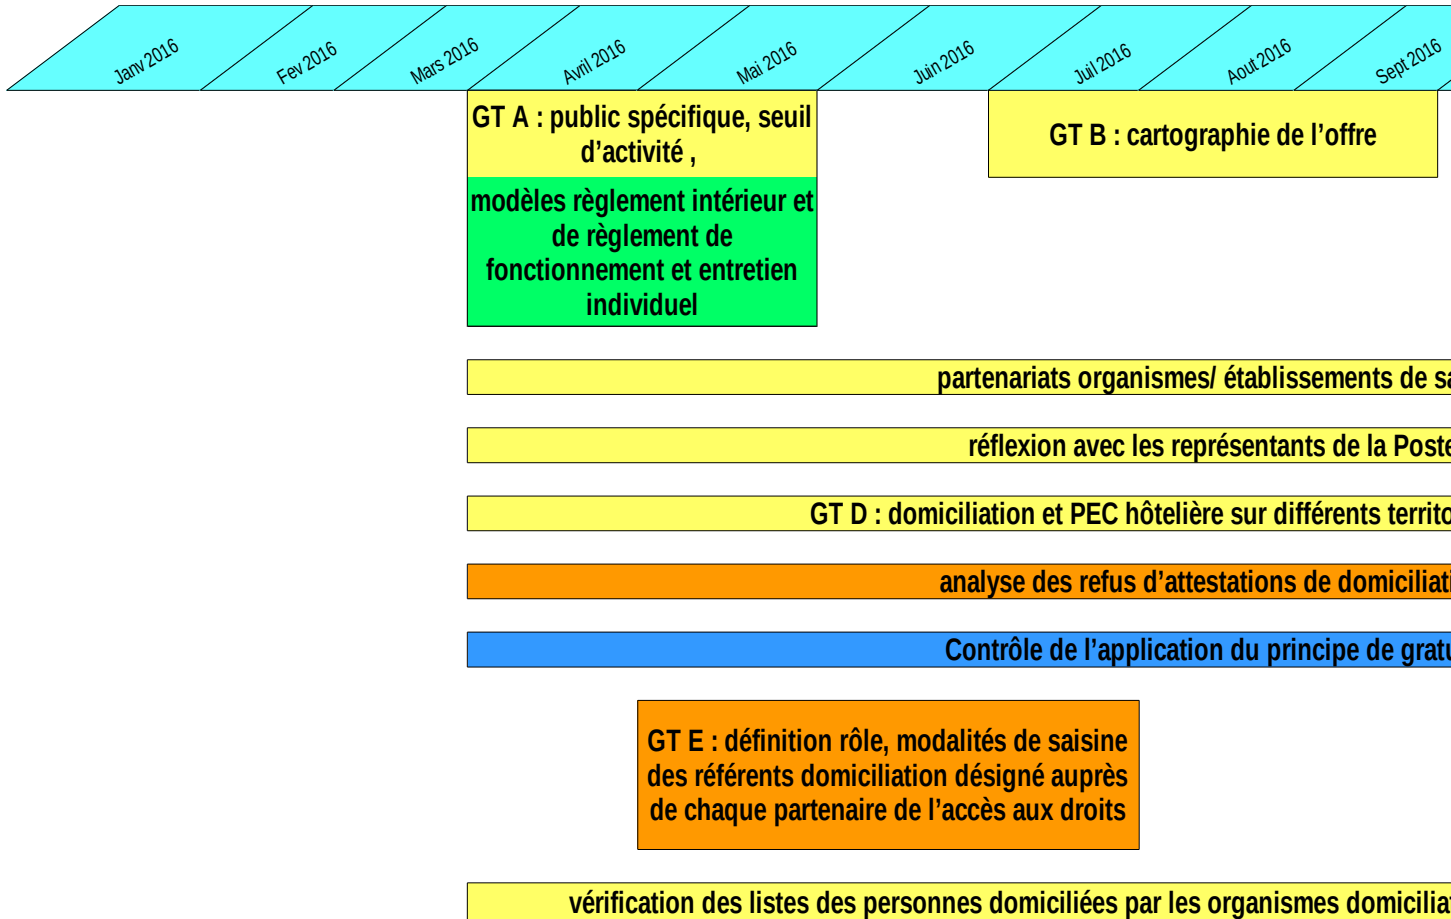 Janv 2016
Fev 2016
Mars 2016
Avril 2016
Mai 2016
Juin 2016
Juil 2016
Aout 2016
Sept 2016
GT A : public spécifique, seuil
d’activité ,
GT B : cartographie de l’offre
modèles règlement intérieur et
de règlement de
fonctionnement et entretien
individuel
partenariats organismes/ établissements de
réflexion avec les représentants de la Poste
GT D : domiciliation et PEC hôtelière sur différents
analyse des refus d’attestations de
Contrôle de l’application du principe de
GT E : définition rôle, modalités de saisine
des référents domiciliation désigné auprès
de chaque partenaire de l’accès aux droits
vérification des listes des personnes domiciliées par les organismes